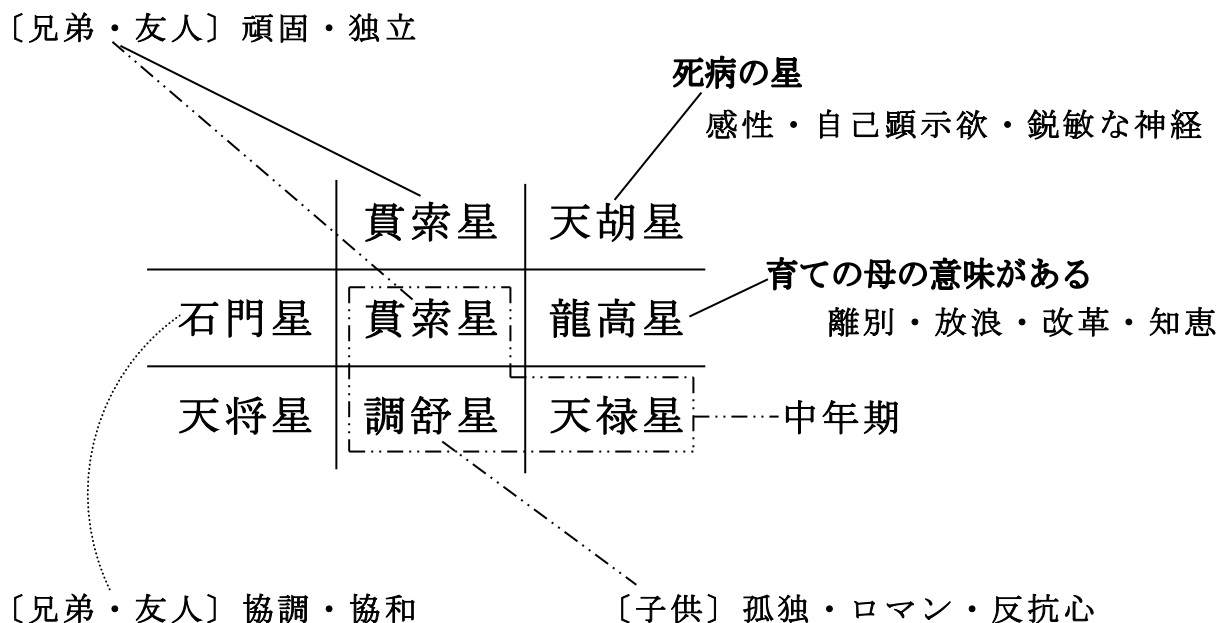 〔兄弟・友人〕頑固・独立
死病の星
感性・自己顕示欲・鋭敏な神経
貫索星 天胡星
育ての母の意味がある
石門星 貫索星 龍高星
離別・放浪・改革・知恵
天将星 調舒星 天禄星 中年期
〔兄弟・友人〕協調・協和 〔子供〕孤独・ロマン・反抗心